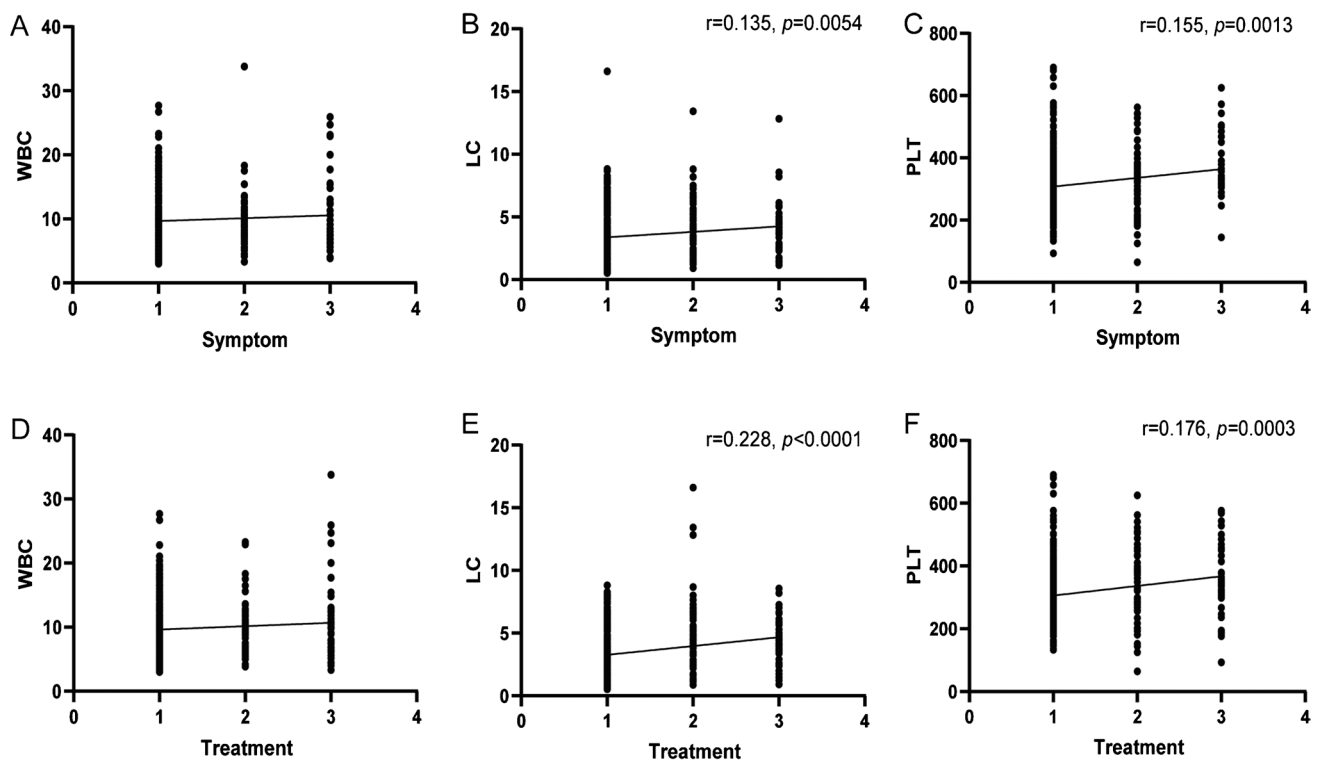 A
WBC
40
30
20
10
0
0 1 2 3 4
Symptom
B
r=0.135, p=0.0054
LC
20
15
10
5
0
0 1 2 3 4
Symptom
C
r=0.155, p=0.0013
PLT
800
600
400
200
0
0 1 2 3 4
Symptom
D
WBC
40
30
20
10
0
0 1 2 3 4
Treatment
E
r=0.228, p<0.0001
LC
20
15
10
5
0
0 1 2 3 4
Treatment
F
r=0.176, p=0.0003
PLT
800
600
400
200
0
0 1 2 3 4
Treatment